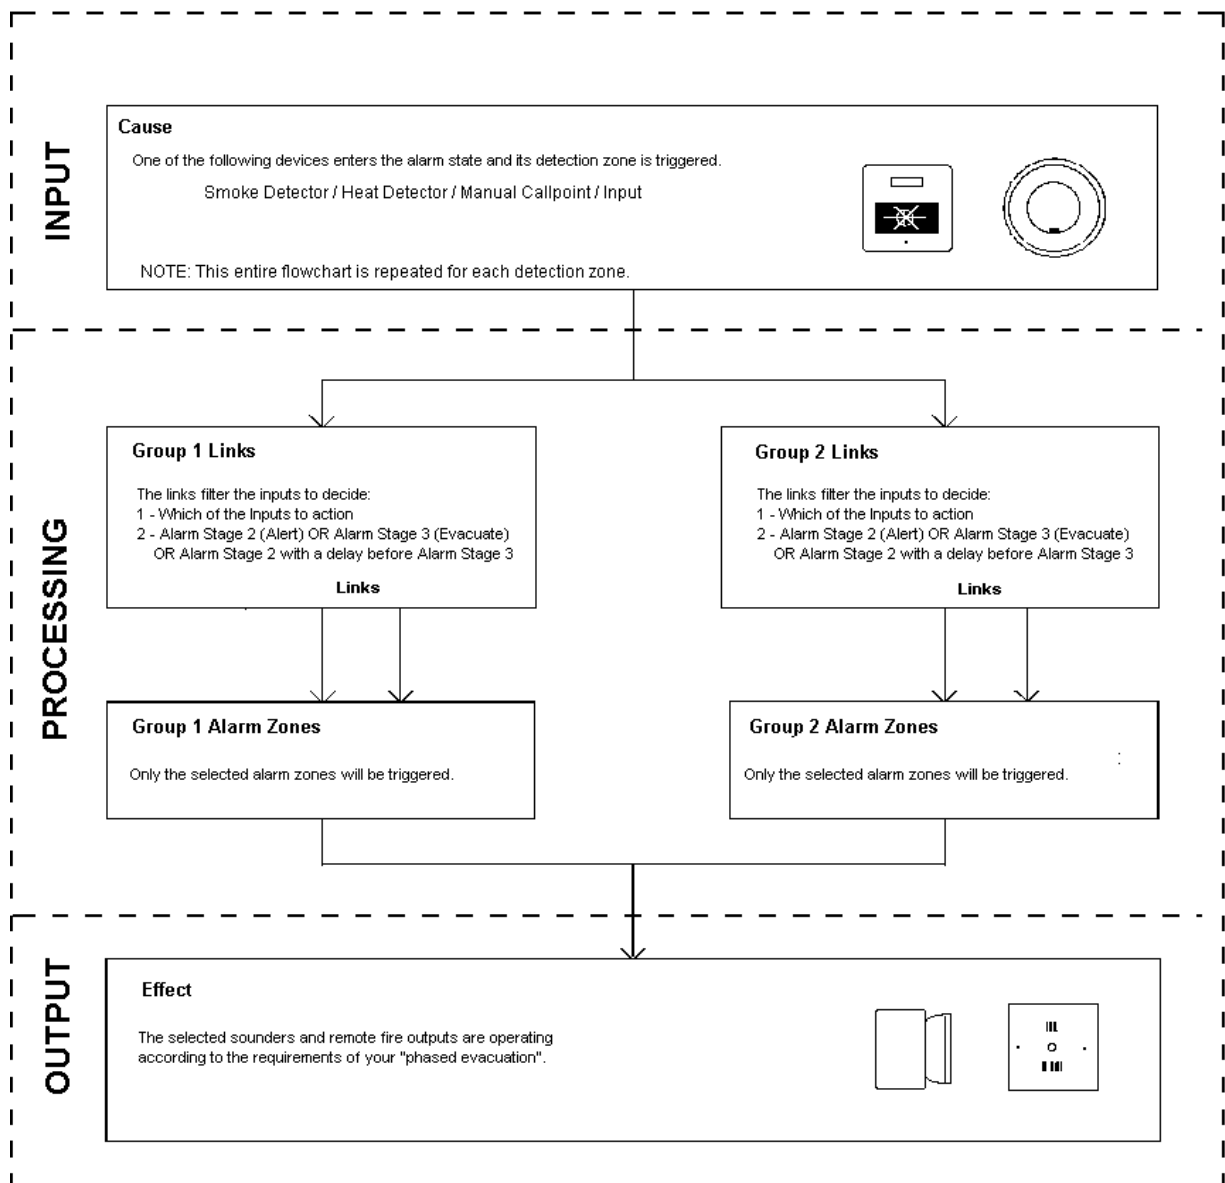 INPUT
Cause
One of the following devices enters the alarm state and its detection zone is triggered.
Smoke Detector / Heat Detector / Manual Callpoint / Input
NOTE: This entire flowchart is repeated for each detection zone.
PROCESSING
Group 1 Links
The links filter the inputs to decide:
1 - Which of the Inputs to action
2 - Alarm Stage 2 (Alert) OR Alarm Stage 3 (Evacuate)
OR Alarm Stage 2 with a delay before Alarm Stage 3
Links
Group 2 Links
The links filter the inputs to decide:
1 - Which of the Inputs to action
2 - Alarm Stage 2 (Alert) OR Alarm Stage 3 (Evacuate)
OR Alarm Stage 2 with a delay before Alarm Stage 3
Links
Group 1 Alarm Zones
Only the selected alarm zones will be triggered.
Group 2 Alarm Zones
:
Only the selected alarm zones will be triggered.
OUTPUT
Effect
The selected sounders and remote fire outputs are operating
according to the requirements of your "phased evacuation".